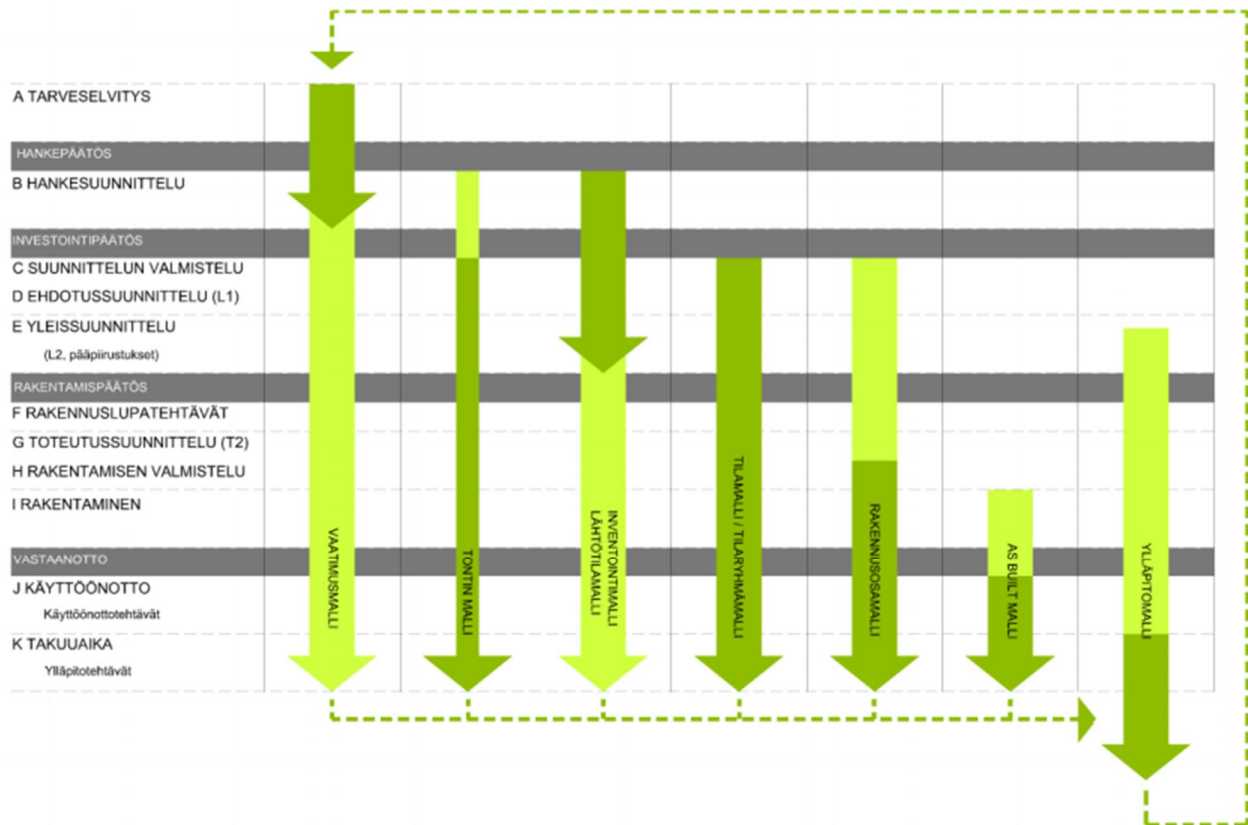 A TARVESELVITYS
HANKEPÄÄTÖS
B HANKESUUNNITTELU
INVESTOINTIPÄÄTÖS
C SUUNNITTELUN VALMISTELU
D EHDOTUSSUUNNITTELU (L1)
E YLEISSUUNNITTELU
(L2, pääpiirustukset)
RAKENTAMISPÄÄTÖS
F RAKENNUSLUPATEHTÄVÄT
G TOTEUTUSSUUNNITTELU (T2)
H RAKENTAMISEN VALMISTELU
I RAKENTAMINEN
VASTAANOTTO
J KÄYTTÖÖNOTTO
Käyttöönottotehtävät
K TAKUUAIKA
Ylläpitotehtävät
VAATIMUSMALLI
TONTIN MALLI
INVENTOINTIMALLI
LÄHTÖTILAMALLI
TILAMALLI / TILARYHMÄMALLI
RAKENNUSOSAMALLI
AS BUILT MALLI
YLLÄPITOMALLI